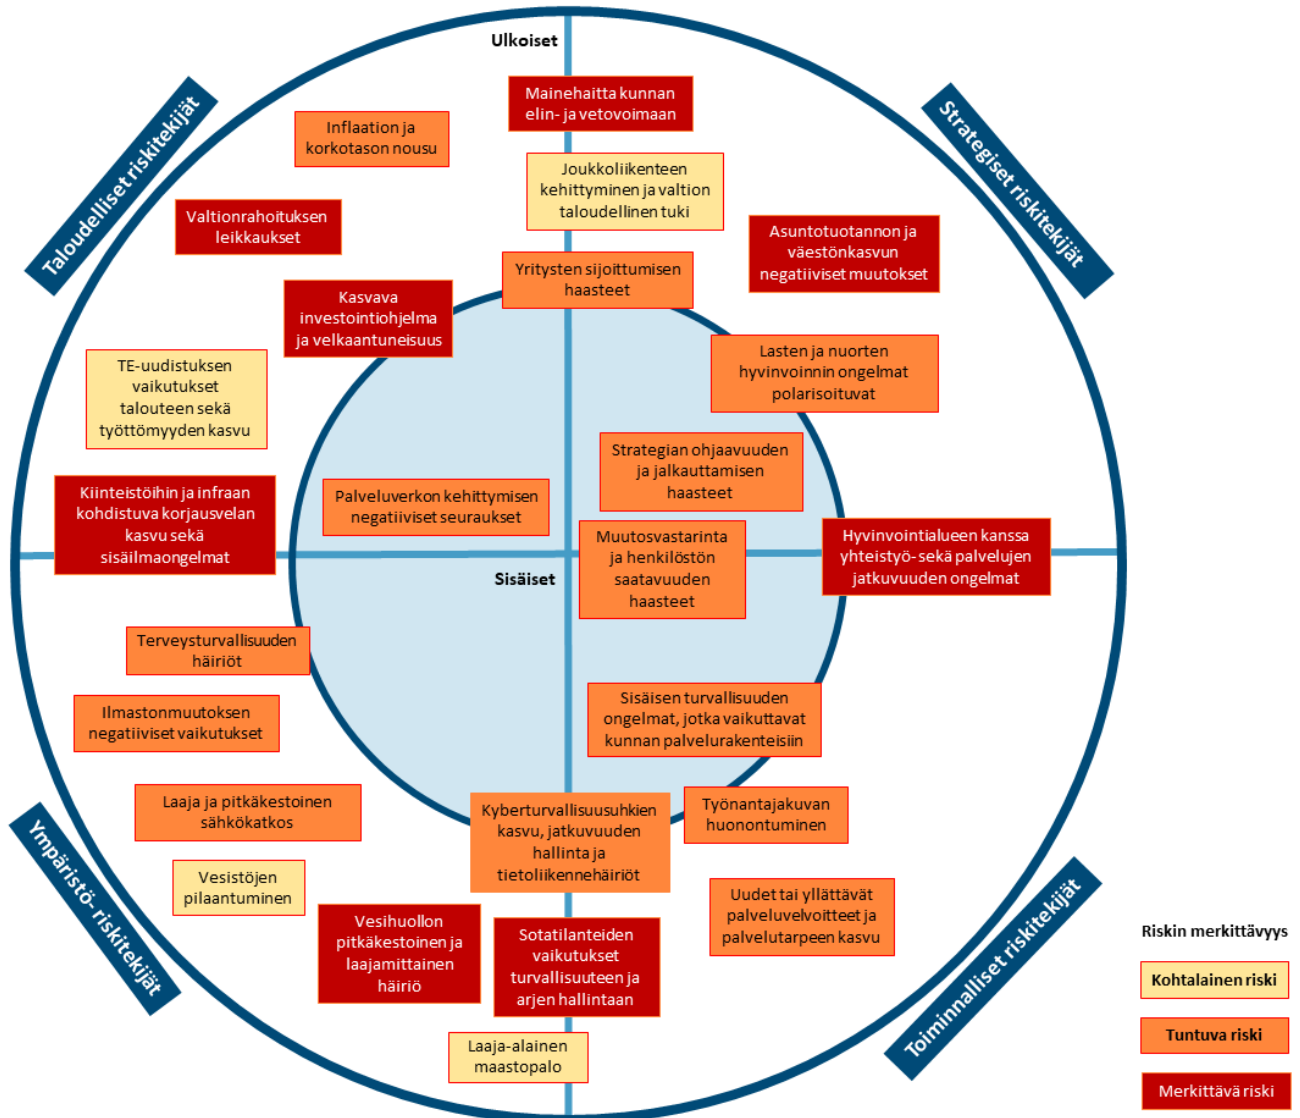 Ulkoiset
Taloudelliset riskitekijät
Strategiset riskitekijät
Mainehaitta kunnan
elin- ja vetovoimaan
Inflaation ja
korkotason nousu
Joukkoliikenteen
kehittyminen ja valtion
taloudellinen tuki
Valtionrahoituksen
leikkaukset
Asuntotuotannon ja
väestönkasvun
negatiiviset muutokset
Yritysten sijoittumisen
haasteet
Kasvava
investointiohjelma
ja velkaantuneisuus
Lasten ja nuorten
hyvinvoinnin ongelmat
polarisoituvat
TE-uudistuksen
vaikutukset
talouteen sekä
työttömyyden kasvu
Strategian ohjaavuuden
ja jalkauttamisen
haasteet
Kiinteistöihin ja infraan
kohdistuva korjausvelan
kasvu sekä
sisäilmaongelmat
Palveluverkon kehittymisen
negatiiviset seuraukset
Muutosvastarinta
ja henkilöstön
saatavuuden
haasteet
Hyvinvointialueen kanssa
yhteistyö- sekä palvelujen
jatkuvuuden ongelmat
Sisäiset
Terveysturvallisuuden
häiriöt
Ilmastonmuutoksen
negatiiviset vaikutukset
Sisäisen turvallisuuden
ongelmat, jotka vaikuttavat
kunnan palvelurakenteisiin
Laaja ja pitkäkestoinen
sähkökatkos
Kyberturvallisuusuhkien
kasvu, jatkuvuuden
hallinta ja
tietoliikennehäiriöt
Työnantajakuvan
huonontuminen
Vesistöjen
pilaantuminen
Uudet tai yllättävät
palveluvelvoitteet ja
palvelutarpeen kasvu
Vesihuollon
pitkäkestoinen ja
laajamittainen
häiriö
Sotatilanteiden
vaikutukset
turvallisuuteen ja
arjen hallintaan
Laaja-alainen
maastopalo
Ympäristö- riskitekijät
Toiminnalliset riskitekijät
Riskin merkittävyys
Kohtalainen riski
Tuntuva riski
Merkittävä riski